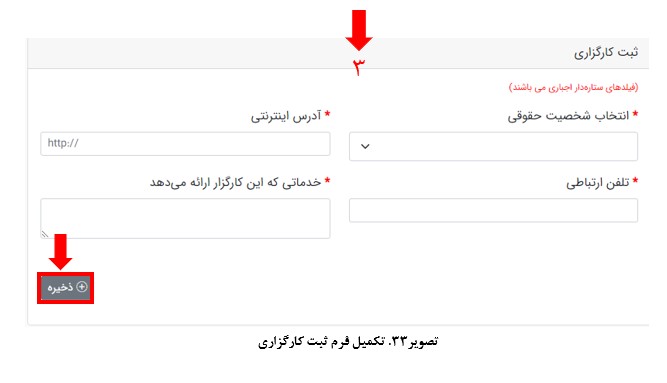 ثبت کارگزاری
۳
(فیلدهای ستاره‌دار اجباری می باشند)
* انتخاب شخصیت حقوقی
* آدرس اینترنتی
http://
* تلفن ارتباطی
* خدماتی که این کارگزار ارائه می‌دهد
ذخیره
تصویر۳۳. تکمیل فرم ثبت کارگزاری